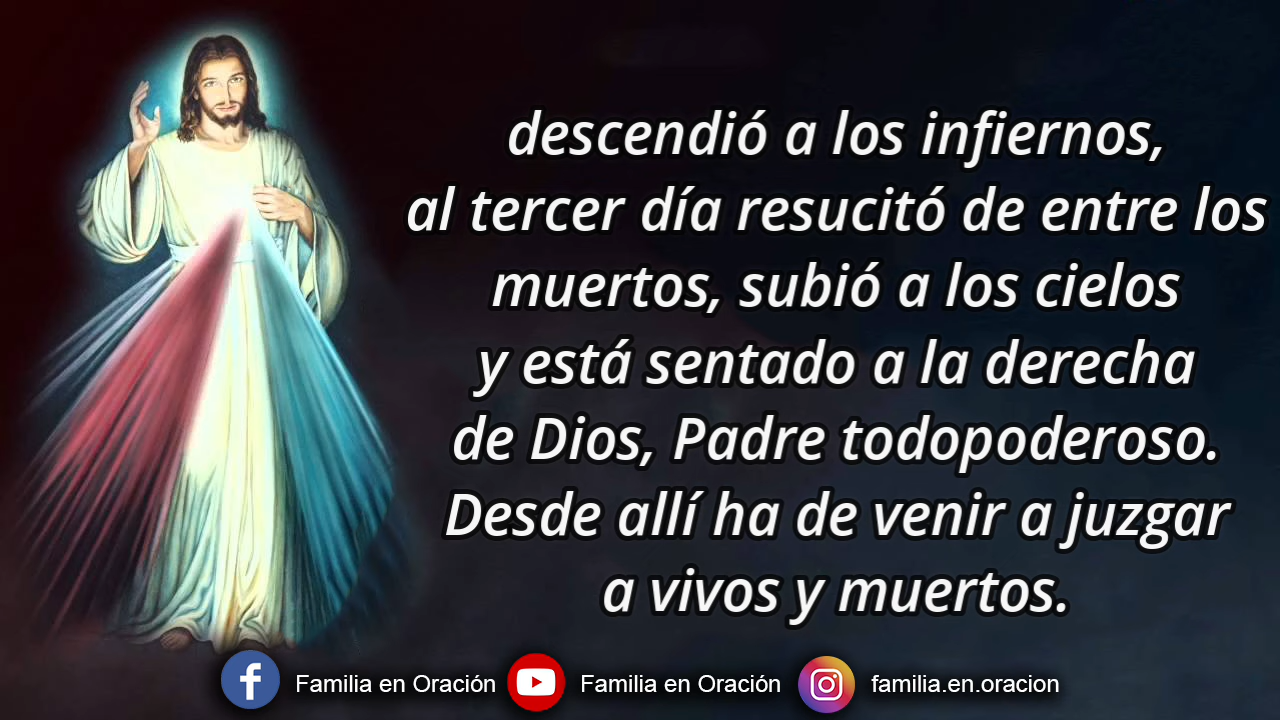 descendió a los infiernos,
al tercer día resucitó de entre los
muertos, subió a los cielos
y está sentado a la derecha
de Dios, Padre todopoderoso.
Desde allí ha de venir a juzgar
a vivos y muertos.
Familia en Oración Familia en Oración familia.en.oracion